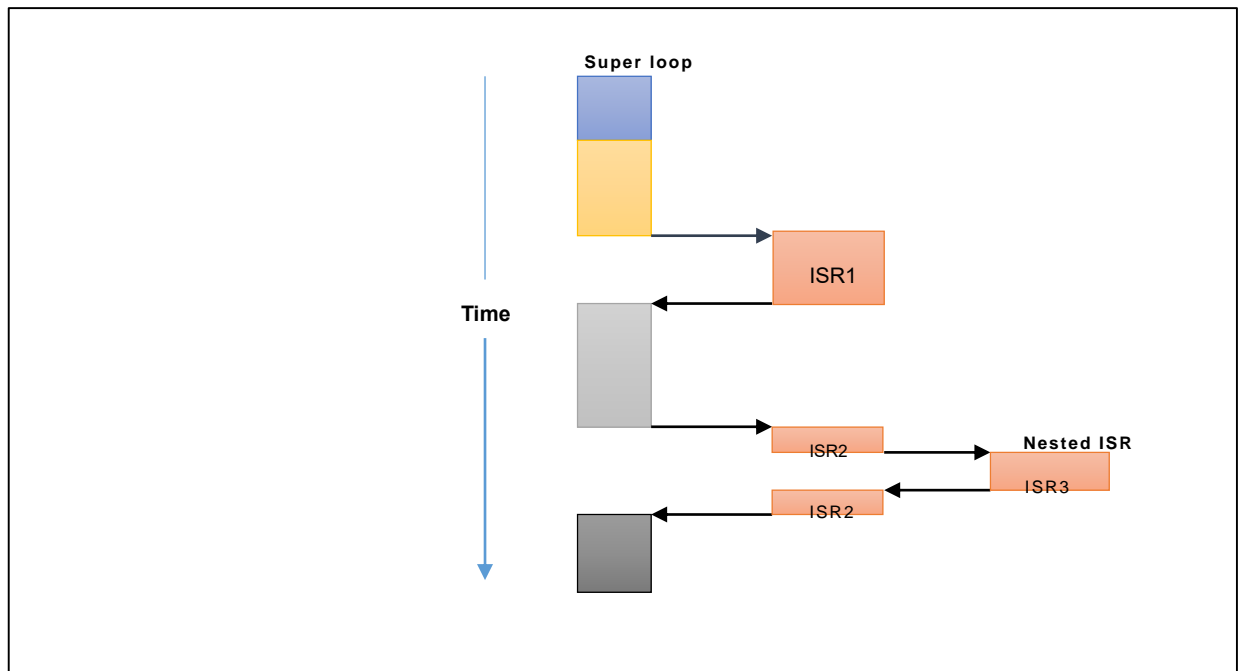 Super loop
ISR1
Time
ISR2
Nested ISR
ISR3
ISR2